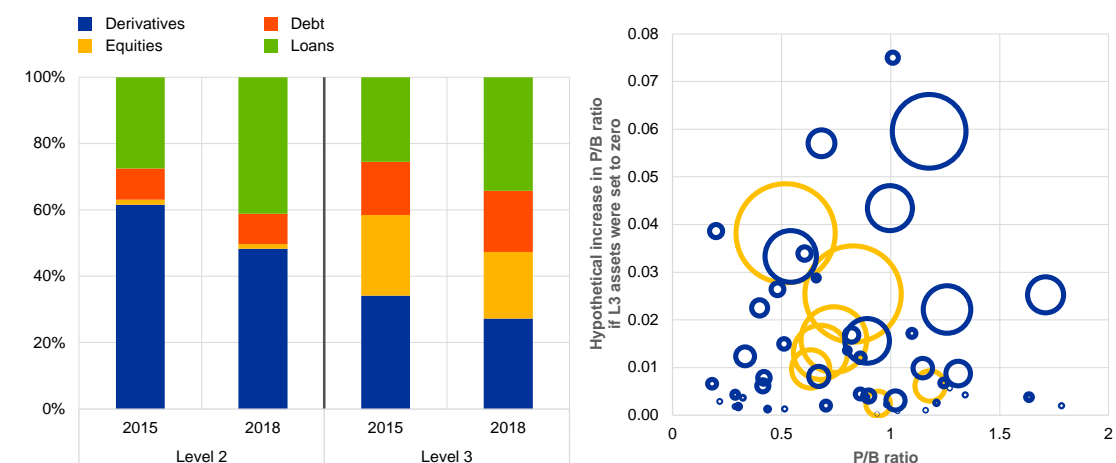 Derivatives
Debt
Equities
Loans
100%
80%
60%
40%
20%
0%
2015
2018
2015
2018
Level 2
Level 3
Hypothetical increase in P/B ratio
if L3 assets were set to zero
0.08
0.07
0.06
0.05
0.04
0.03
0.02
0.01
0.00
0
0.5
1
1.5
2
P/B ratio